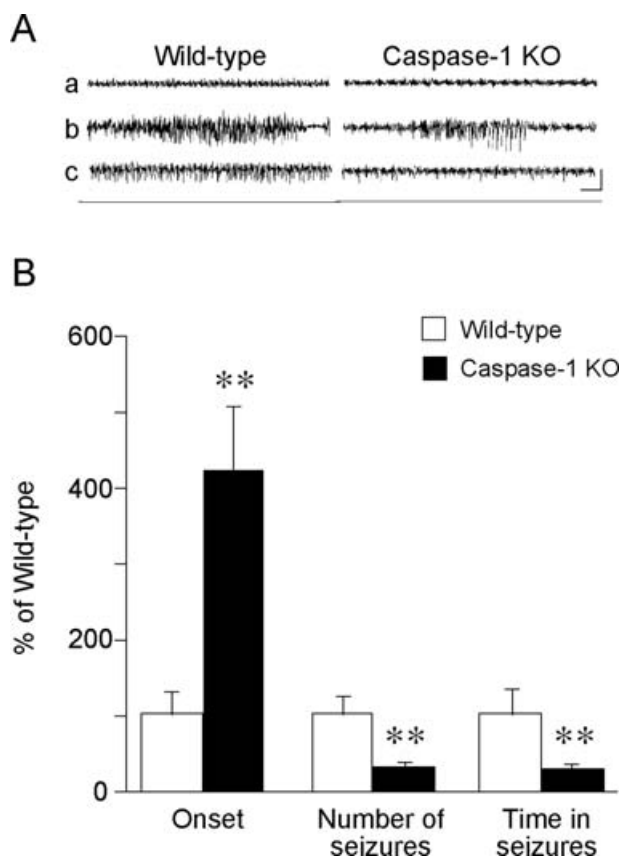 A
Wild-type Caspase-1 KO
a
b
c
B
600
400
200
0
% of Wild-type
Wild-type
Caspase-1 KO
**
**
**
Onset
Number of seizures
Time in seizures